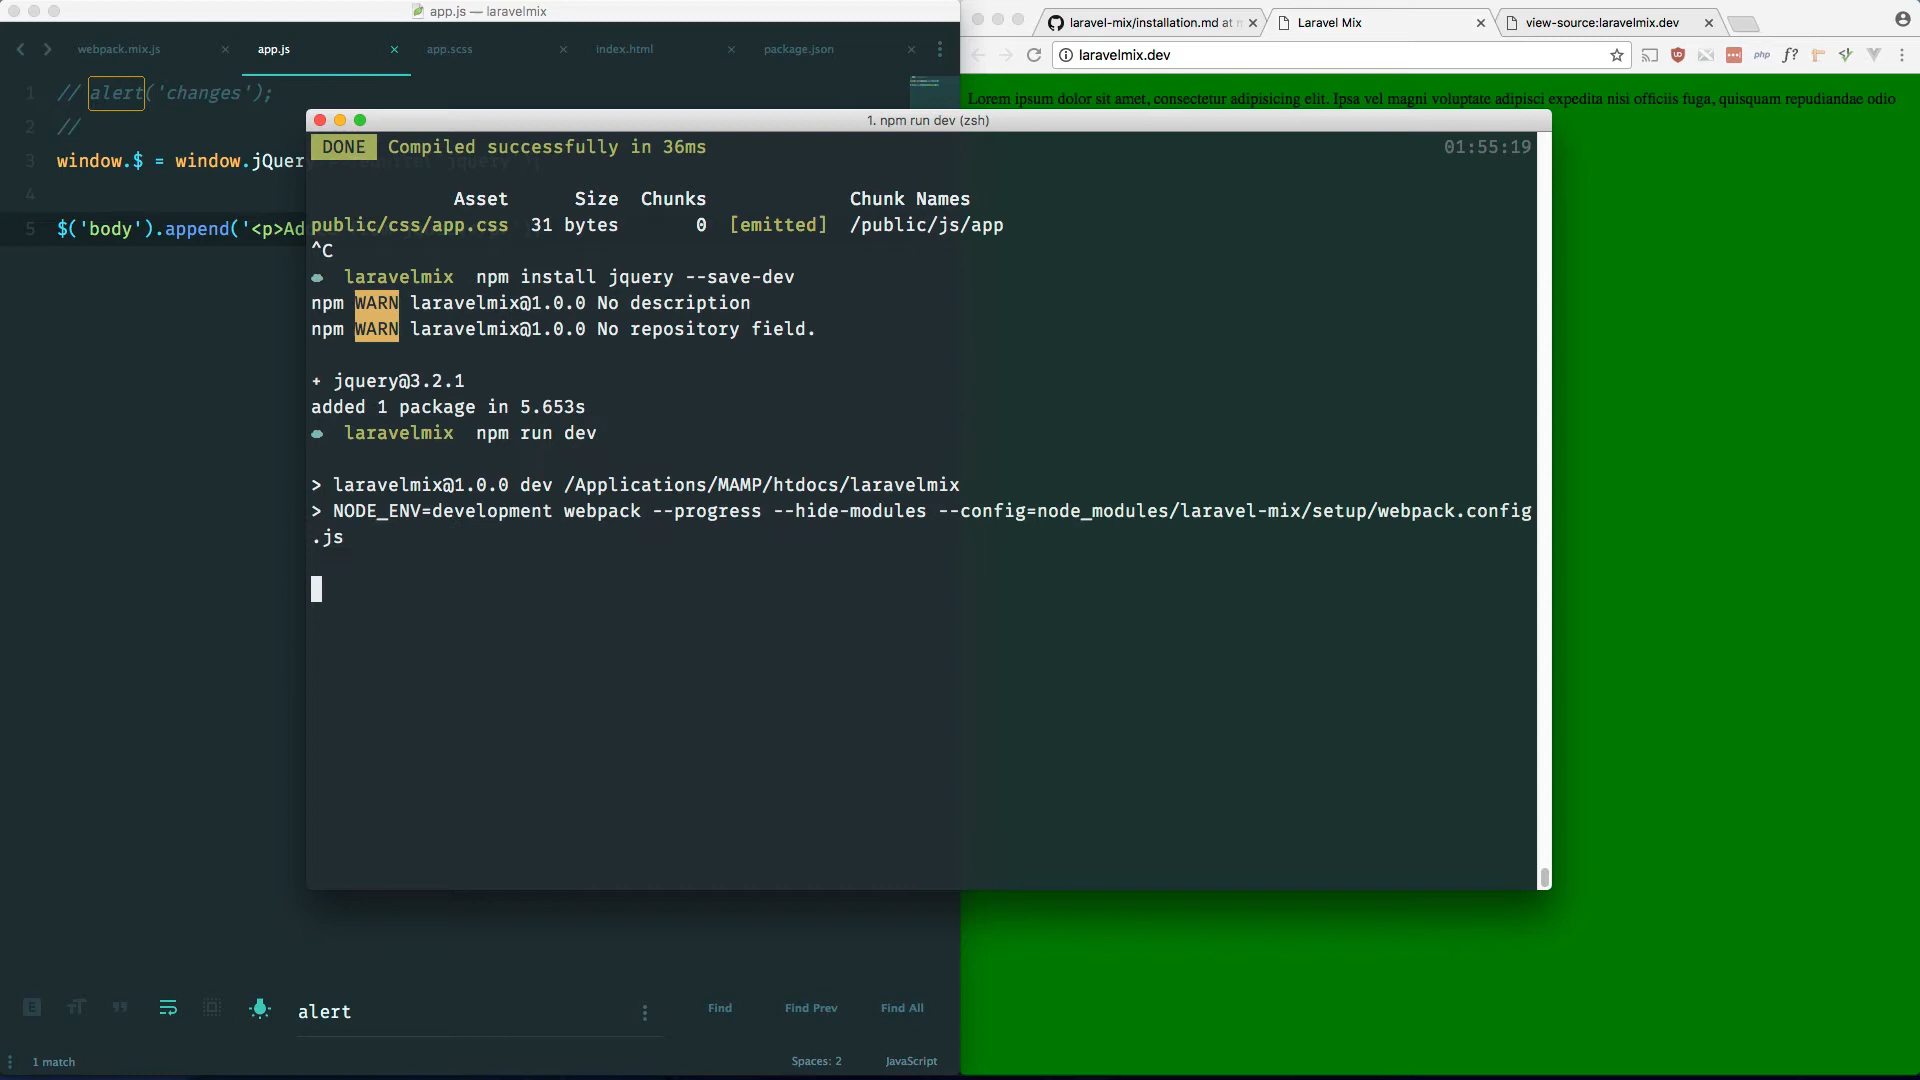 app.js — laravelmix
webpack.mix.js
app.js
app.scss
index.html
package.json
1 // alert('changes');
2 //
3 window.$ = window.jQuer
4
5 $('body').append('<p>Ad
laravel-mix/installation.md at
Laravel Mix
view-source:laravelmix.dev
laravelmix.dev
php
f?
Lorem ipsum dolor sit amet, consectetur adipisicing elit. Ipsa vel magni voluptate adipisci expedita nisi officiis fuga, quisquam repudiandae odio
1. npm run dev (zsh)
DONE Compiled successfully in 36ms 01:55:19
Asset Size Chunks Chunk Names
public/css/app.css 31 bytes 0 [emitted] /public/js/app
^C
laravelmix npm install jquery --save-dev
npm WARN laravelmix@1.0.0 No description
npm WARN laravelmix@1.0.0 No repository field.
+ jquery@3.2.1
added 1 package in 5.653s
laravelmix npm run dev
> laravelmix@1.0.0 dev /Applications/MAMP/htdocs/laravelmix
> NODE_ENV=development webpack --progress --hide-modules --config=node_modules/laravel-mix/setup/webpack.config
.js
alert
Find
Find Prev
Find All
1 match
Spaces: 2
JavaScript